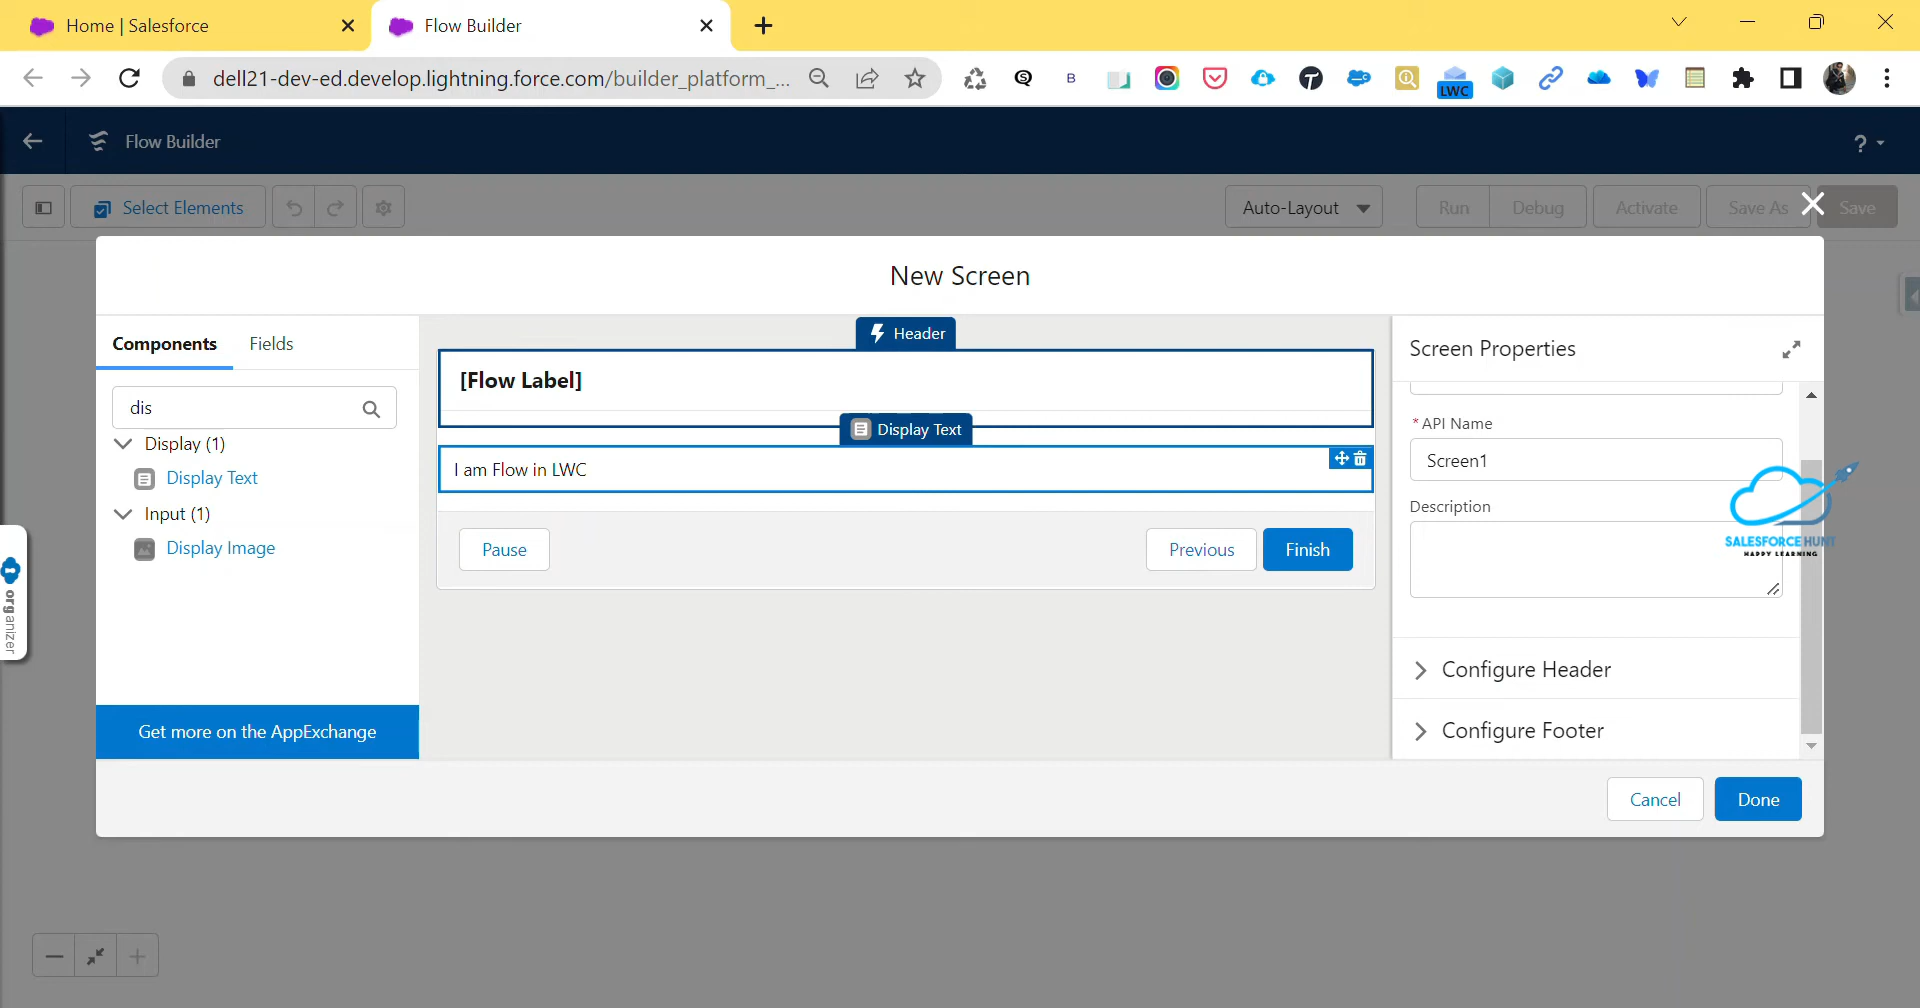 Home | Salesforce
Flow Builder
dell21-dev-ed.develop.lightning.force.com/builder_platform_...
S
B
LWC
Flow Builder
?
Select Elements
Auto-Layout
Run
Debug
Activate
Save As
Save
New Screen
Components
Fields
dis
Display (1)
Display Text
Input (1)
Display Image
Get more on the AppExchange
Header
[Flow Label]
Display Text
I am Flow in LWC
Pause
Previous
Finish
Screen Properties
* API Name
Screen1
Description
SALESFORCE HUNT
HAPPY LEARNING
Configure Header
Configure Footer
Cancel
Done
organizer